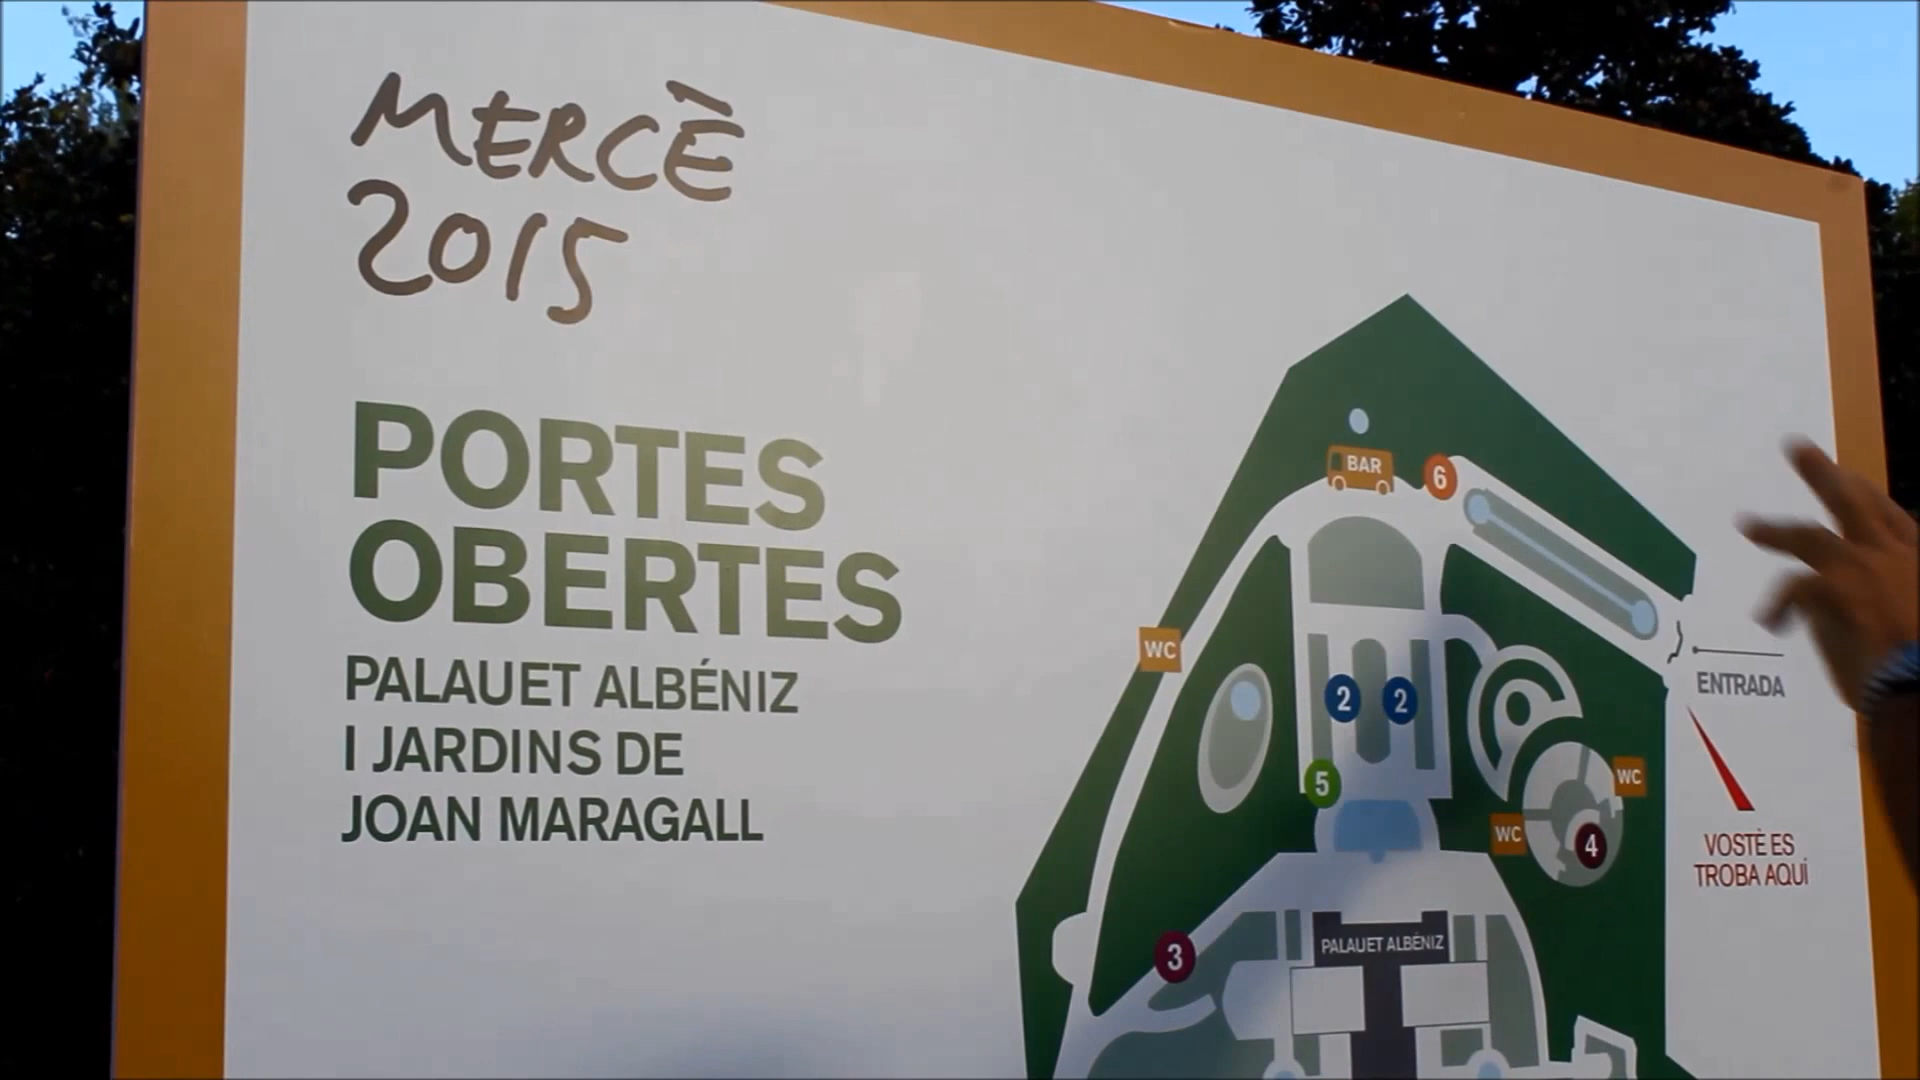 MERCÈ
2015
PORTES
OBERTES
PALAUET ALBÉNIZ
I JARDINS DE
JOAN MARAGALL
BAR
6
WC
ENTRADA
2
2
5
WC
WC
4
VOSTÈ ES
TROBA AQUÍ
PALAUET ALBÉNIZ
3